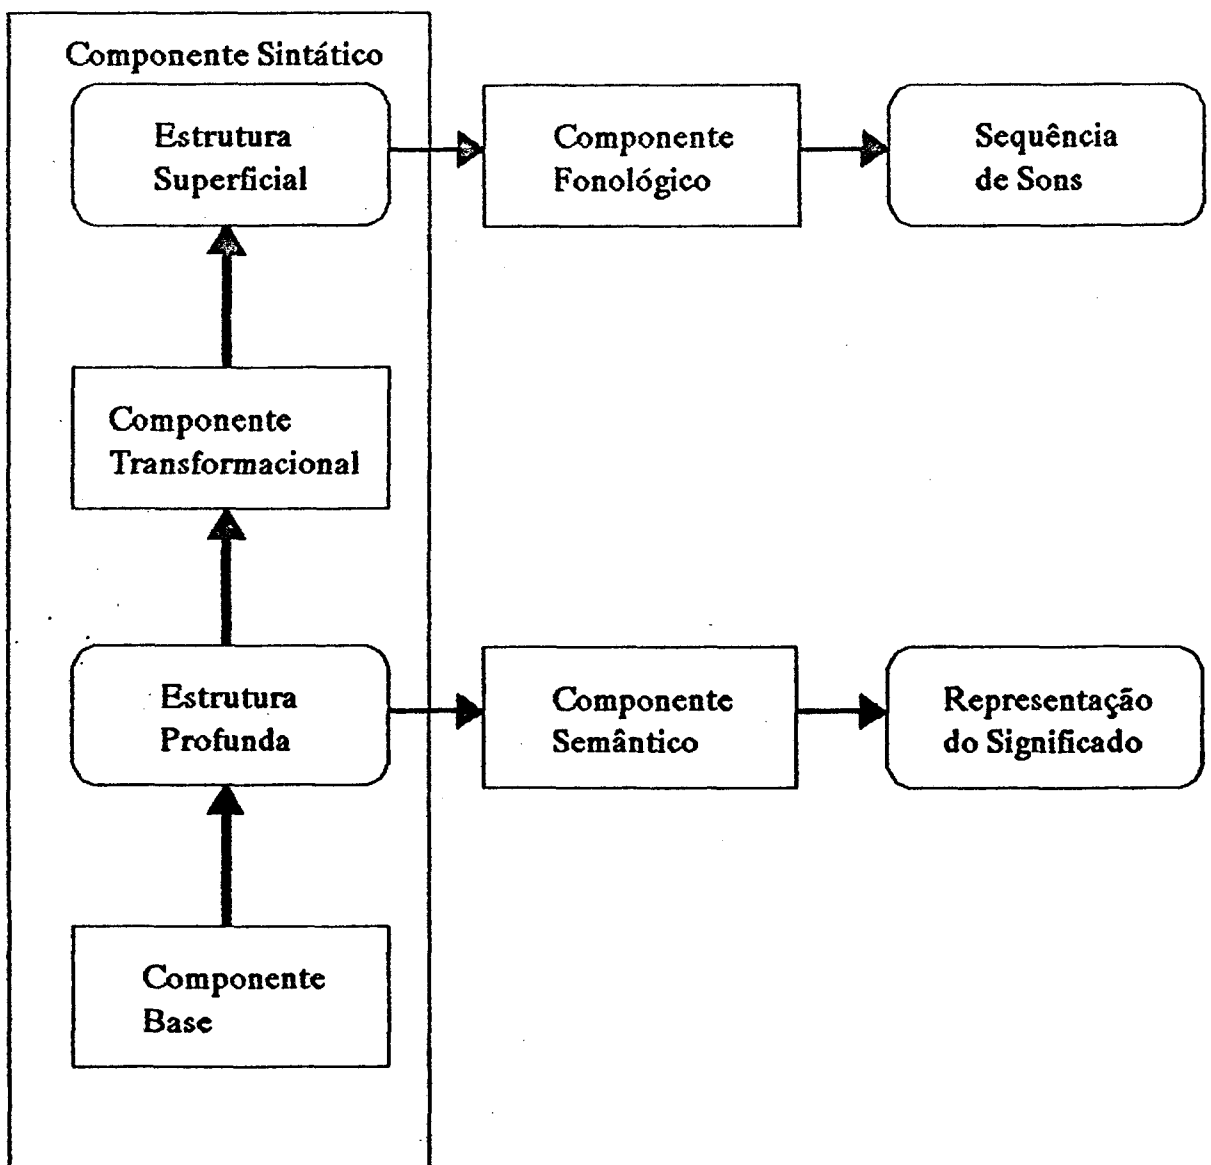 Componente Sintático
Estrutura
Superficial
Componente
Fonológico
Sequência
de Sons
Componente
Transformacional
Estrutura
Profunda
Componente
Semântico
Representação
do Significado
Componente
Base